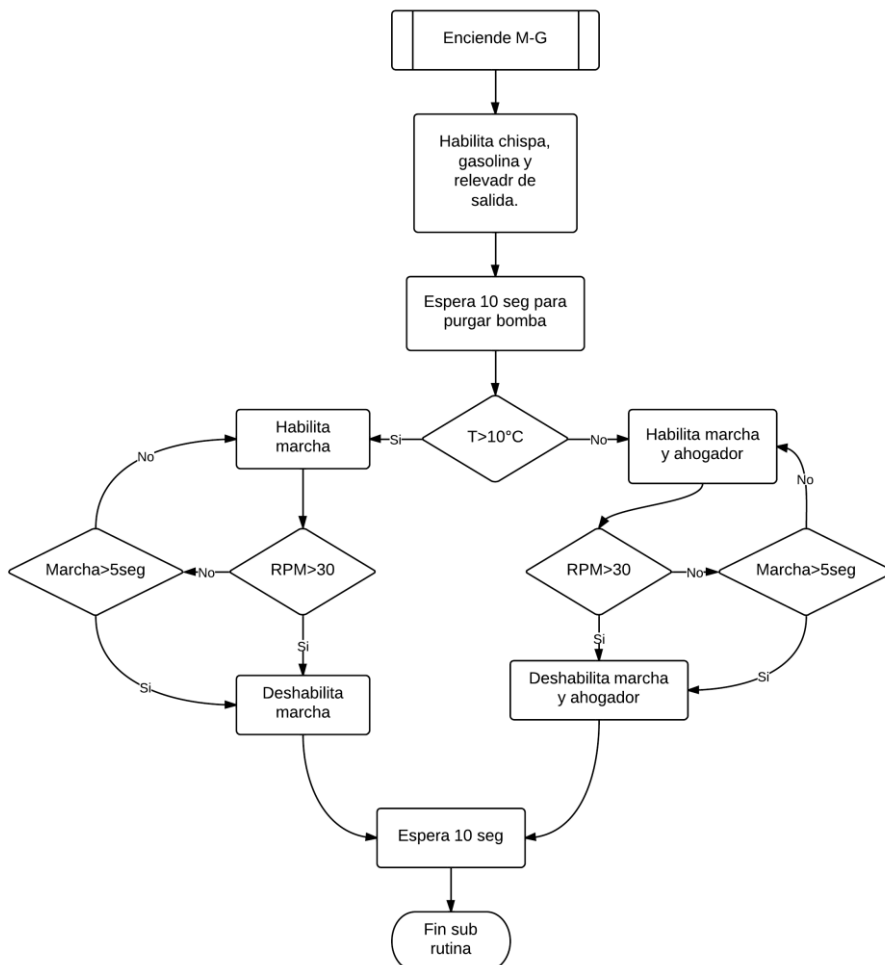 Enciende M-G
Habilita chispa,
gasolina y
relevadr de
salida.
Espera 10 seg para
purgar bomba
T>10°C
Si
No
Habilita
marcha
Habilita marcha
y ahogador
No
No
Marcha>5seg
No
RPM>30
RPM>30
No
Marcha>5seg
Si
Si
Si
Si
Deshabilita
marcha
Deshabilita marcha
y ahogador
Espera 10 seg
Fin sub
rutina